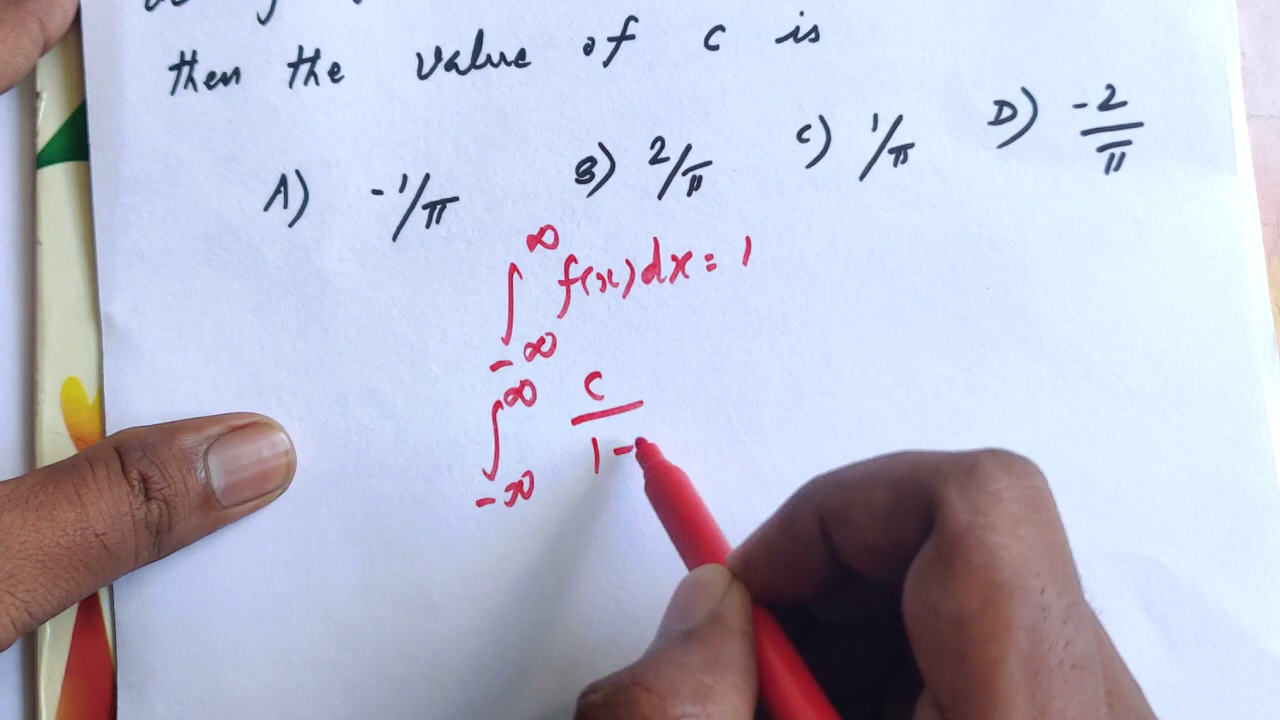 then the value of c is
A) -1/π B) 2/π C) 1/π D) -2/π
∫_{-∞}^{∞} f(x)dx = 1
∫_{-∞}^{∞} c/1-